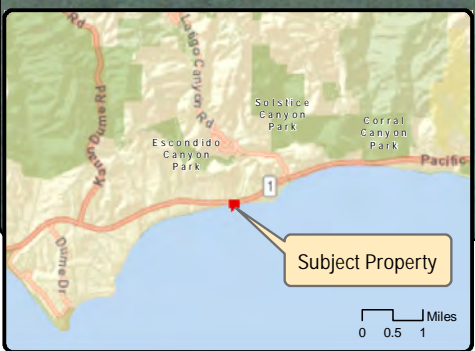 Rd
Latigo Canyon Rd
Kanan Dume Rd
Solstice
Canyon
Park
Corral
Canyon
Park
Escondido
Canyon
Park
Pacific
1
Dume Dr
Subject Property
Miles
0 0.5 1